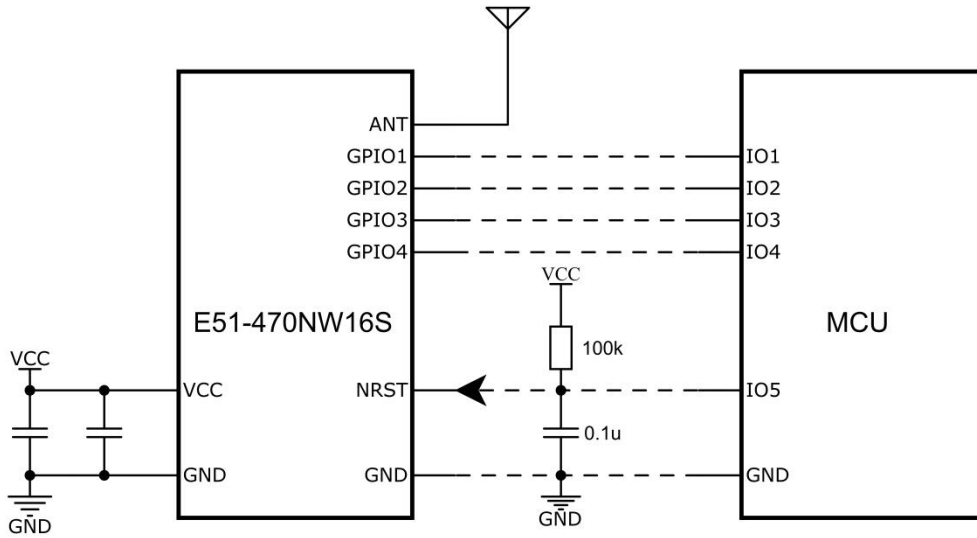 ANT
GPIO1
IO1
GPIO2
IO2
GPIO3
IO3
GPIO4
IO4
VCC
E51-470NW16S
MCU
100k
VCC
VCC
NRST
IO5
0.1u
GND
GND
GND
GND
GND